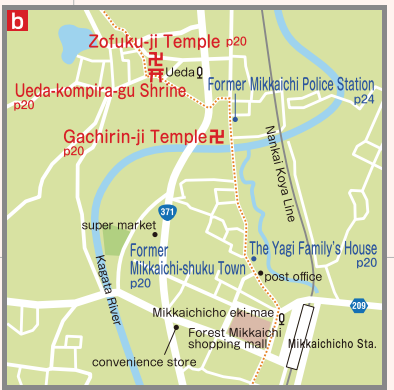 b
Zofuku-ji Temple p20
卍
Ueda
Ueda-kompira-gu Shrine
p20
Former Mikkaichi Police Station
p24
Gachirin-ji Temple 卍
p20
Nankai Koya Line
371
super market
Former
Mikkaichi-shuku Town
p20
The Yagi Family's House
p20
Kagata River
post office
209
Mikkaichicho eki-mae
Forest Mikkaichi
shopping mall
Mikkaichicho Sta.
convenience store